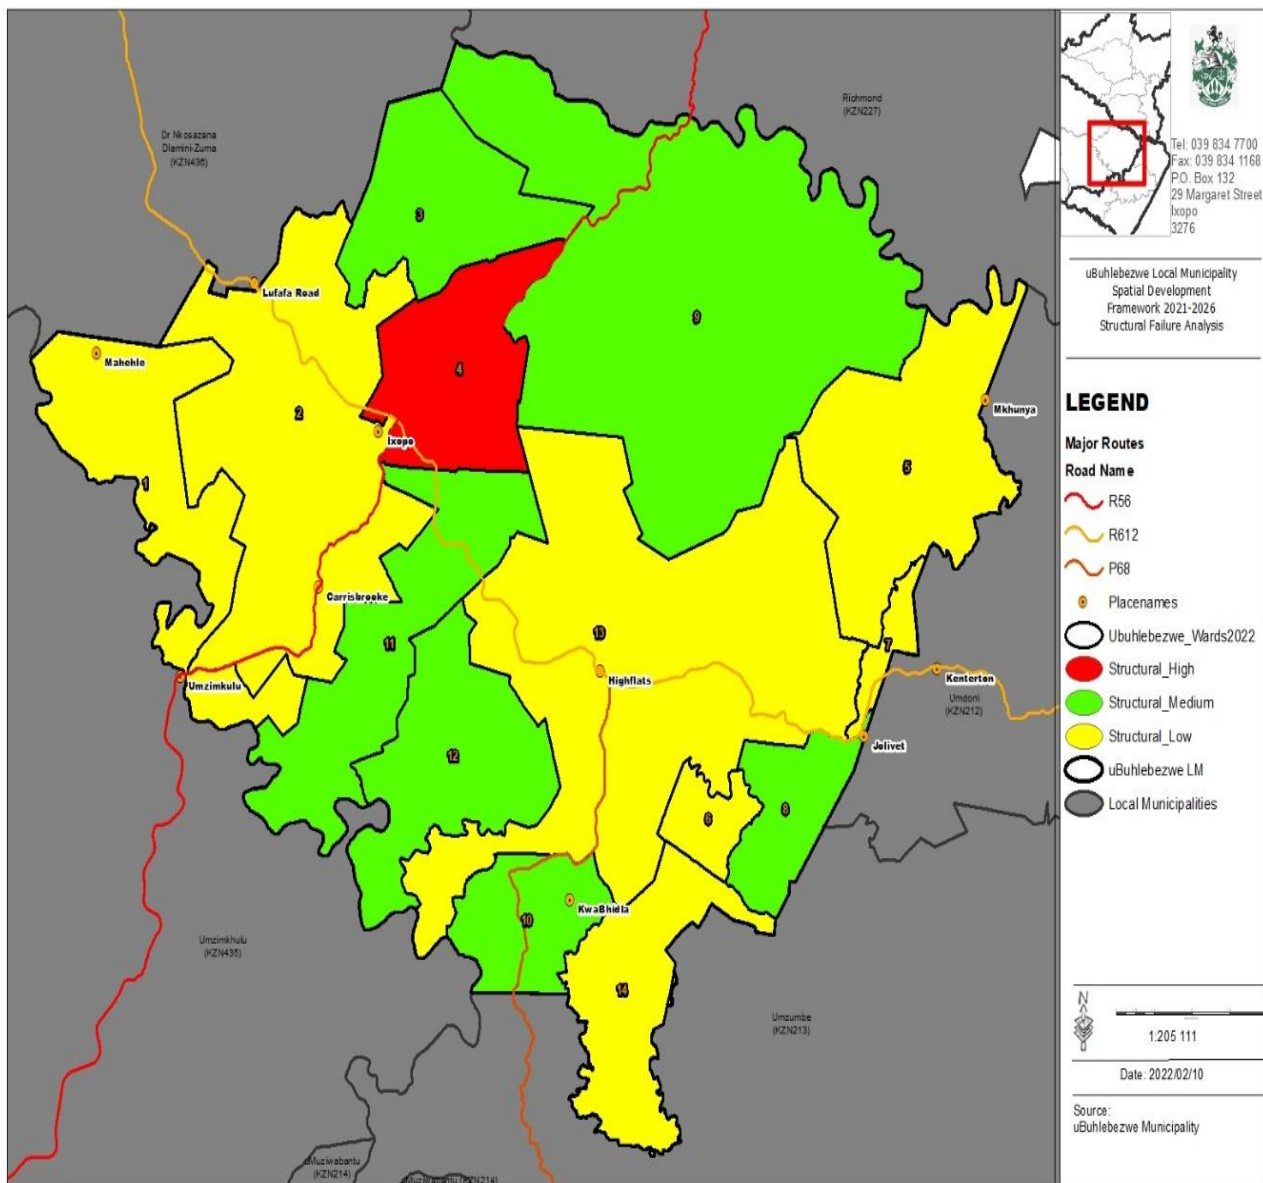 Richmond
(KZN227)
Dr Nkosazana
Dlamini-Zuma
(KZN436)
3
Lufafa Road
9
Mahehle
4
2
Mkhunya
Ixopo
5
1
Carrisbrooke
11
13
7
Highflats
Kenterton
Umzimkulu
Umdoni
(KZN212)
Jolivet
12
8
6
KwaBhidla
10
Umzimkhulu
(KZN435)
14
Umzumbe
(KZN213)
uMuziwabantu
(KZN214)
Tel: 039 834 7700
Fax: 039 834 1168
P.O. Box 132
29 Margaret Street
Ixopo
3276
uBuhlebezwe Local Municipality
Spatial Development
Framework 2021-2026
Structural Failure Analysis
LEGEND
Major Routes
Road Name
R56
R612
P68
Placenames
Ubuhlebezwe_Wards2022
Structural_High
Structural_Medium
Structural_Low
uBuhlebezwe LM
Local Municipalities
N
1:205 111
Date: 2022/02/10
Source:
uBuhlebezwe Municipality